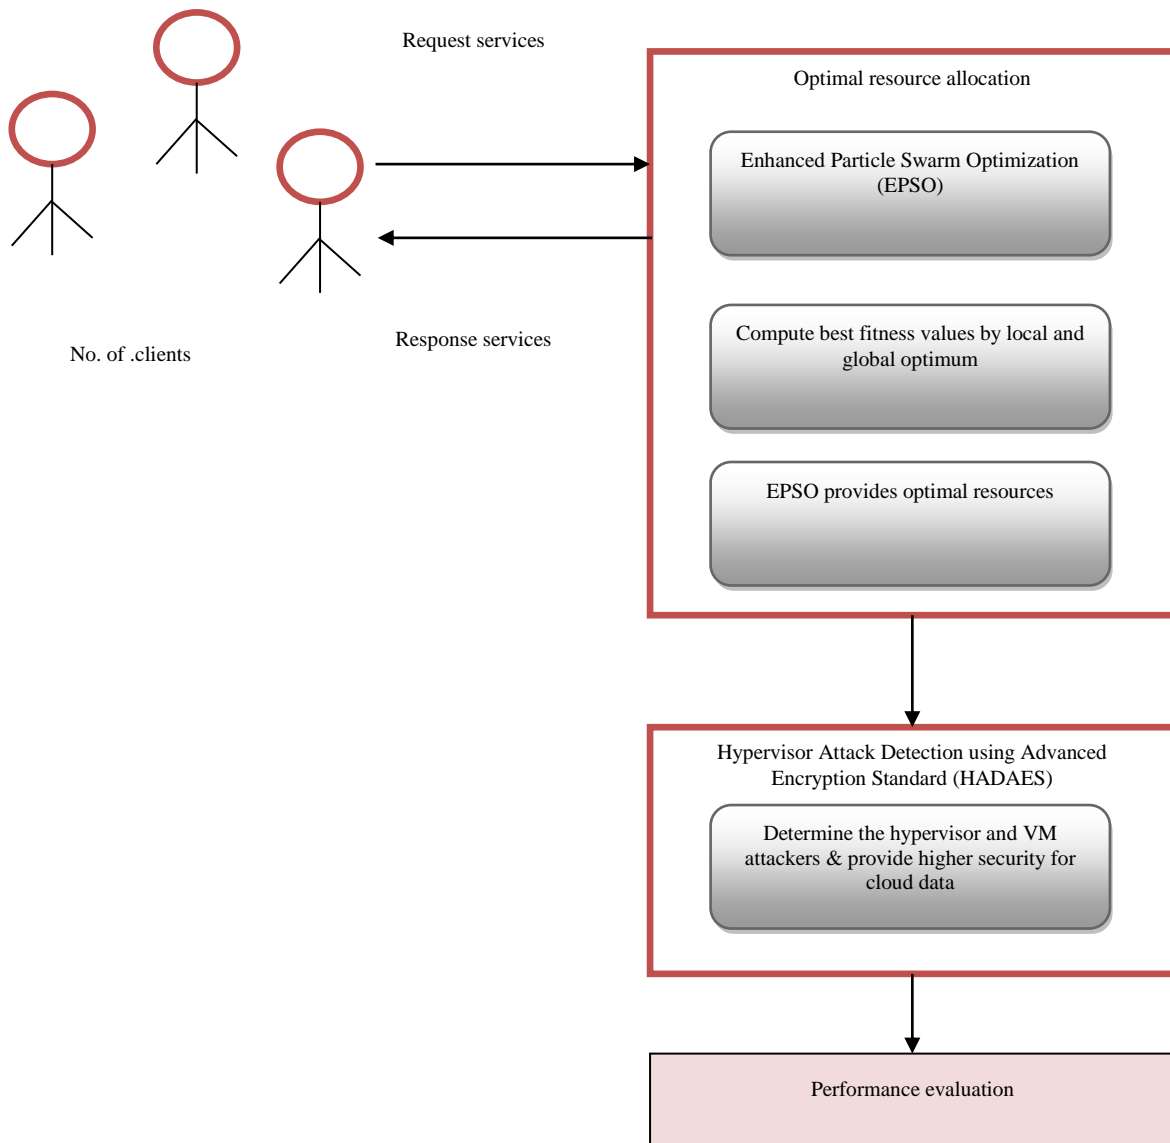 Request services
Optimal resource allocation
Enhanced Particle Swarm Optimization
(EPSO)
Compute best fitness values by local and
global optimum
Response services
No. of .clients
EPSO provides optimal resources
Hypervisor Attack Detection using Advanced
Encryption Standard (HADAES)
Determine the hypervisor and VM
attackers & provide higher security for
cloud data
Performance evaluation